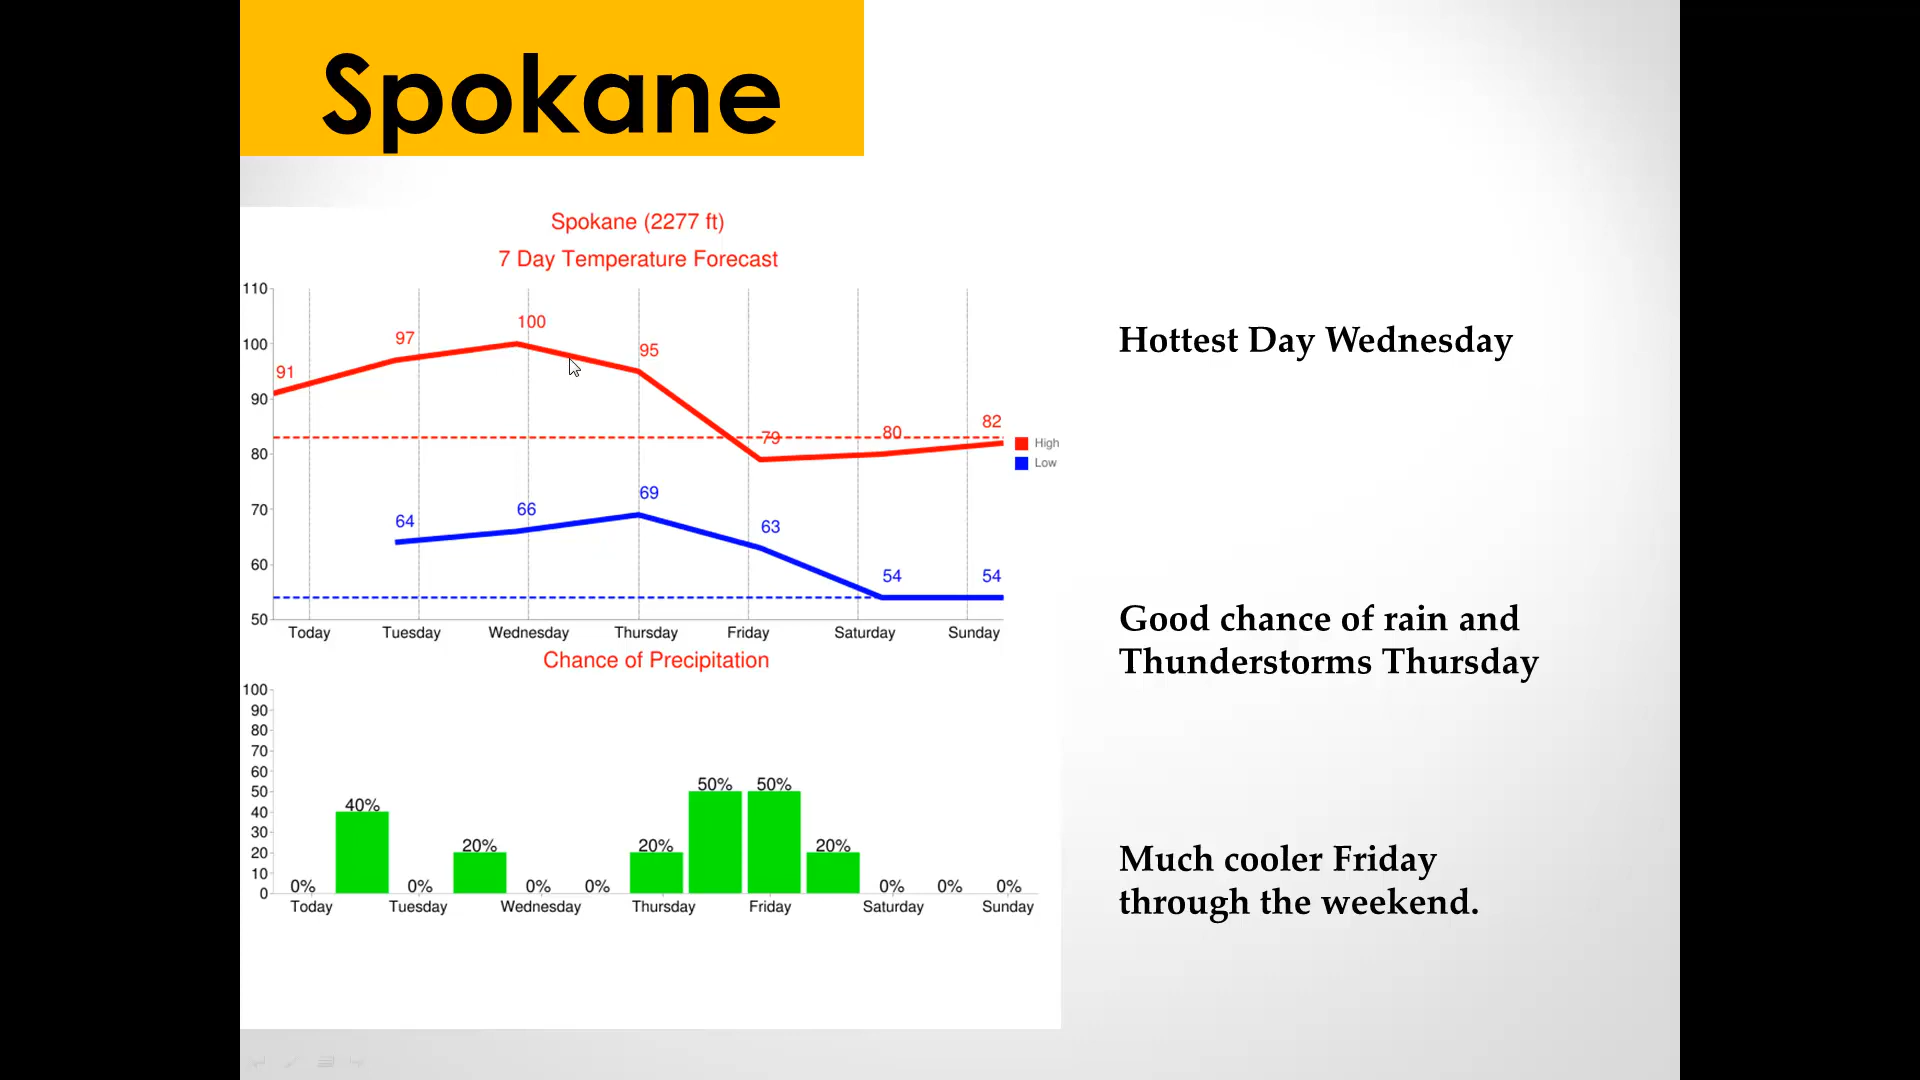 Spokane
Spokane (2277 ft)
7 Day Temperature Forecast
110
100
90
80
70
60
50
91
97
100
95
79
80
82
64
66
69
63
54
54
High
Low
Today Tuesday Wednesday Thursday Friday Saturday Sunday
Chance of Precipitation
100
90
80
70
60
50
40
30
20
10
0
0% 40% 0% 20% 0% 0% 20% 50% 50% 20% 0% 0% 0%
Today Tuesday Wednesday Thursday Friday Saturday Sunday
Hottest Day Wednesday
Good chance of rain and
Thunderstorms Thursday
Much cooler Friday
through the weekend.